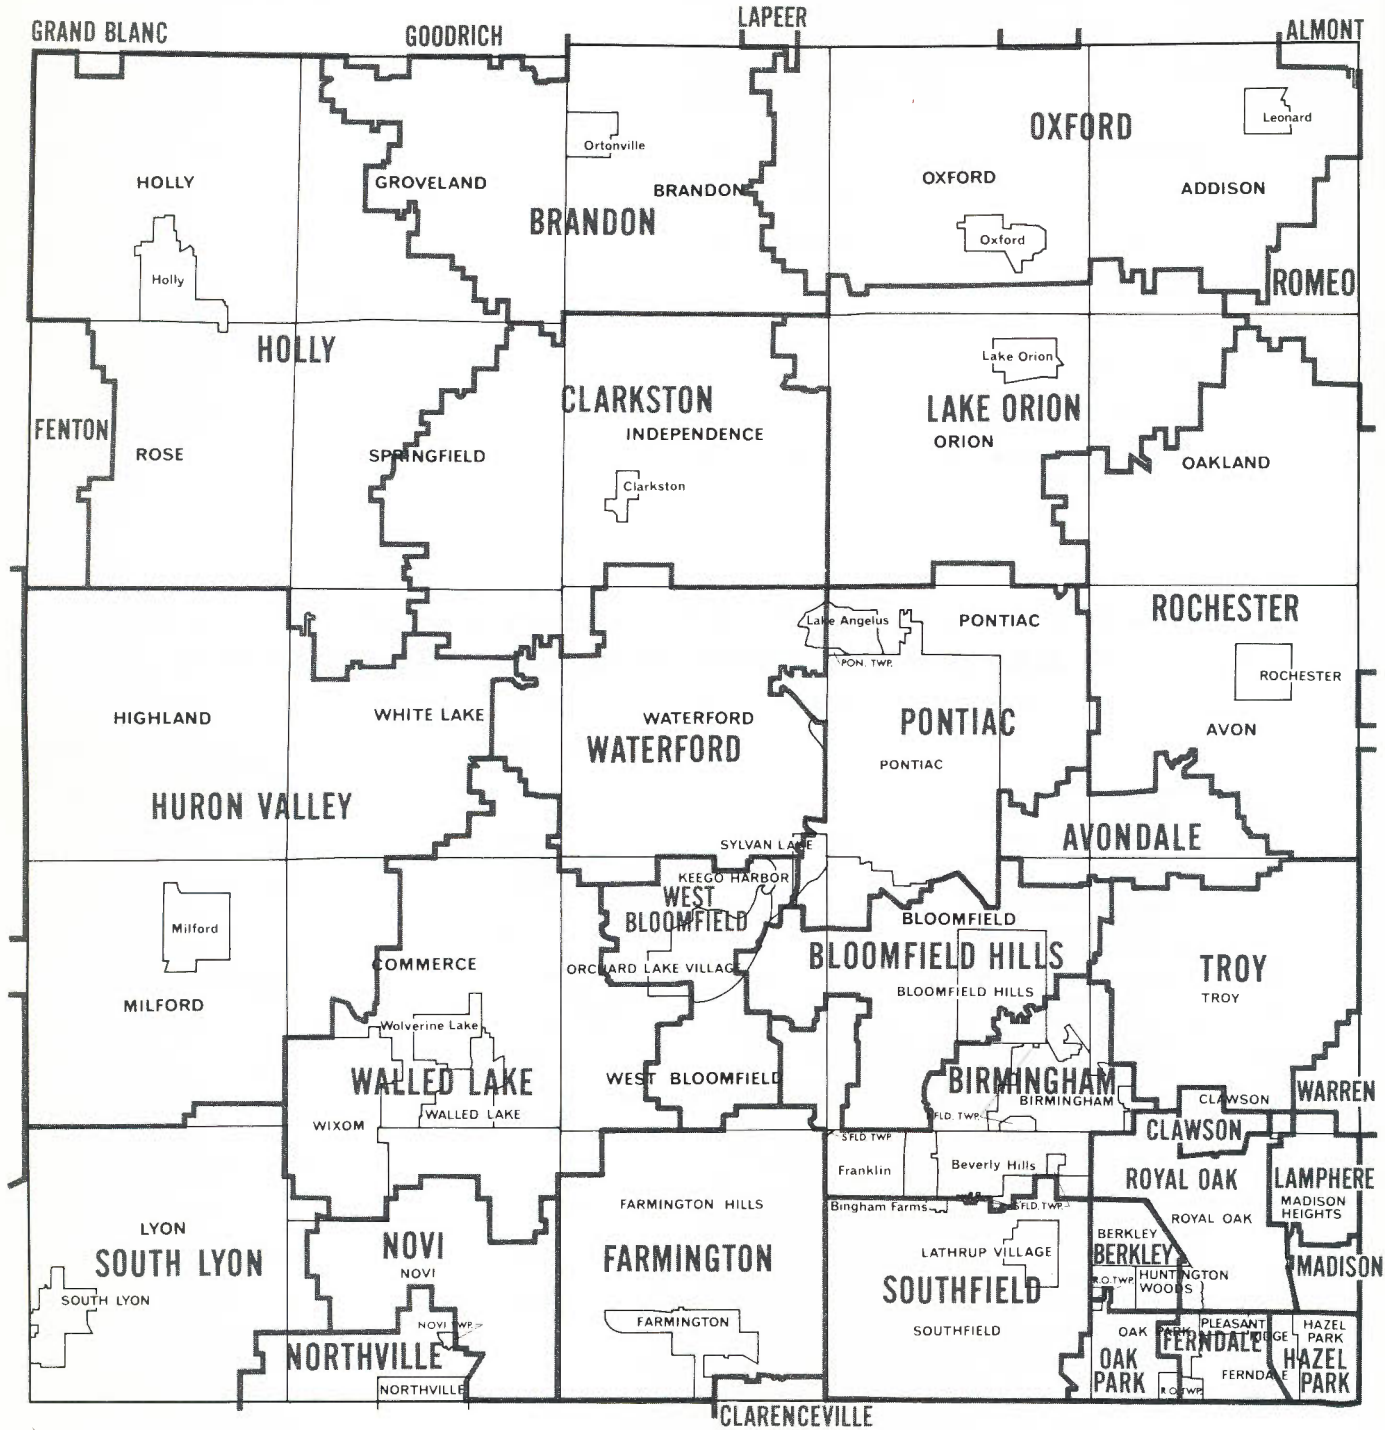 LAPEER
GRAND BLANC
GOODRICH
ALMONT
Leonard
OXFORD
Ortonville
HOLLY
GROVELAND
BRANDON
OXFORD
ADDISON
BRANDON
Oxford
Holly
ROMEO
HOLLY
Lake Orion
CLARKSTON
LAKE ORION
FENTON
INDEPENDENCE
ORION
ROSE
SPRINGFIELD
OAKLAND
Clarkston
ROCHESTER
Lake Angelus
PONTIAC
PON. TWP.
ROCHESTER
HIGHLAND
WHITE LAKE
WATERFORD
PONTIAC
AVON
WATERFORD
PONTIAC
HURON VALLEY
AVONDALE
SYLVAN LAKE
KEEGO HARBOR
WEST
BLOOMFIELD
BLOOMFIELD
Milford
BLOOMFIELD HILLS
TROY
COMMERCE
ORCHARD LAKE VILLAGE
BLOOMFIELD HILLS
TROY
MILFORD
Wolverine Lake
WALLED LAKE
WEST BLOOMFIELD
BIRMINGHAM
WARREN
BIRMINGHAM
CLAWSON
WALLED LAKE
SFLD. TWP.
WIXOM
CLAWSON
SFLD TWP
Franklin
Beverly Hills
ROYAL OAK
LAMPHERE
FARMINGTON HILLS
Bingham Farms
SFLD. TWP.
MADISON
HEIGHTS
LYON
ROYAL OAK
NOVI
BERKLEY
SOUTH LYON
FARMINGTON
LATHRUP VILLAGE
BERKLEY
MADISON
NOVI
SOUTHFIELD
R.O. TWP.
HUNTINGTON
WOODS
SOUTH LYON
NOVI TWP.
FARMINGTON
SOUTHFIELD
OAK PARK
PLEASANT
RIDGE
HAZEL
PARK
FERNDALE
NORTHVILLE
OAK
PARK
HAZEL
PARK
FERNDALE
NORTHVILLE
R.O. TWP.
CLARENCEVILLE